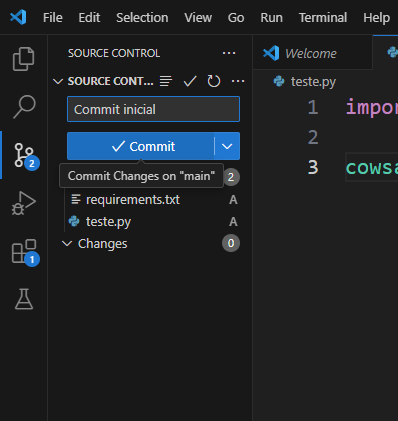 File Edit Selection View Go Run Terminal Help
SOURCE CONTROL ...
Welcome
SOURCE CONT... ...
teste.py
Commit inicial
1 impor
2
Commit
3 cowsa
Commit Changes on "main"
2
2
requirements.txt A
teste.py A
Changes 0
1